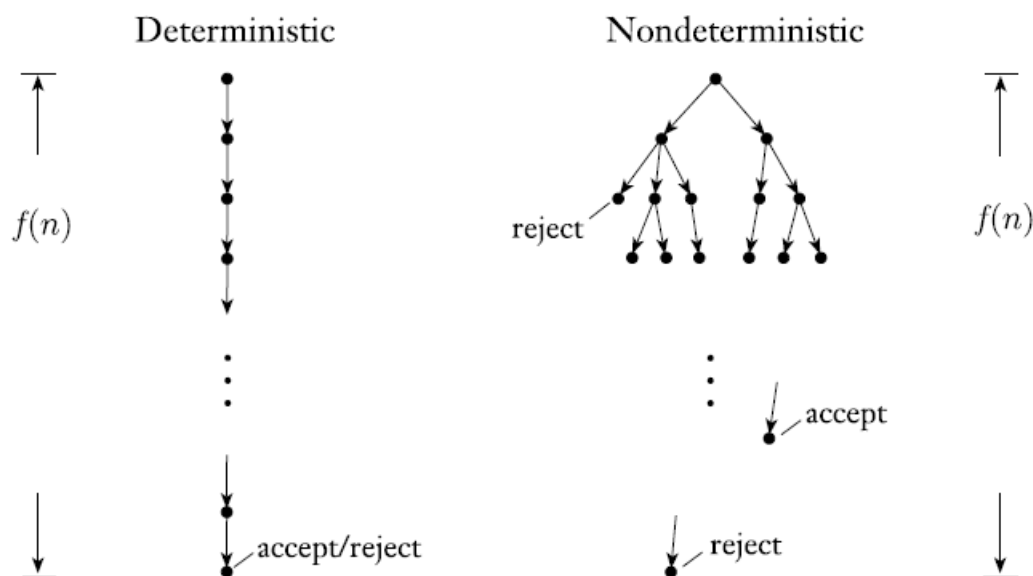 Deterministic
Nondeterministic
f(n)
reject
f(n)
accept
accept/reject
reject